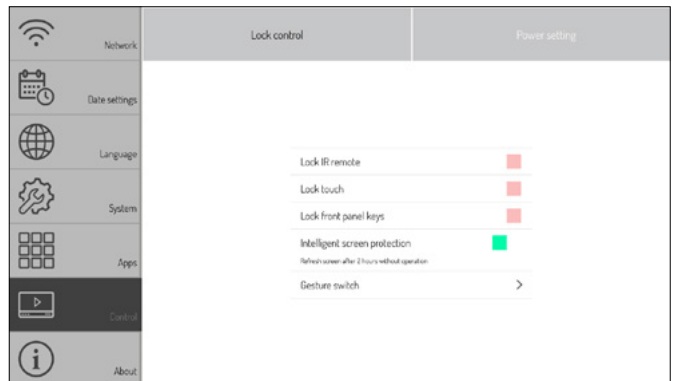 Network
Date settings
Language
System
Apps
Control
About
Lock control
Power setting
Lock IR remote
Lock touch
Lock front panel keys
Intelligent screen protection
Refresh screen after 2 hours without operation
Gesture switch